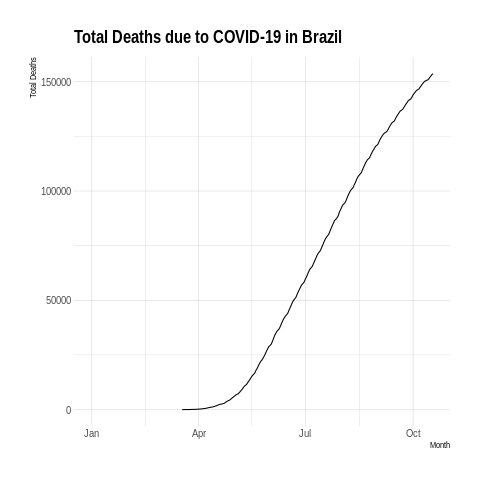 Total Deaths due to COVID-19 in Brazil
Total Deaths
150000
100000
50000
0
Jan Apr Jul Oct
Month